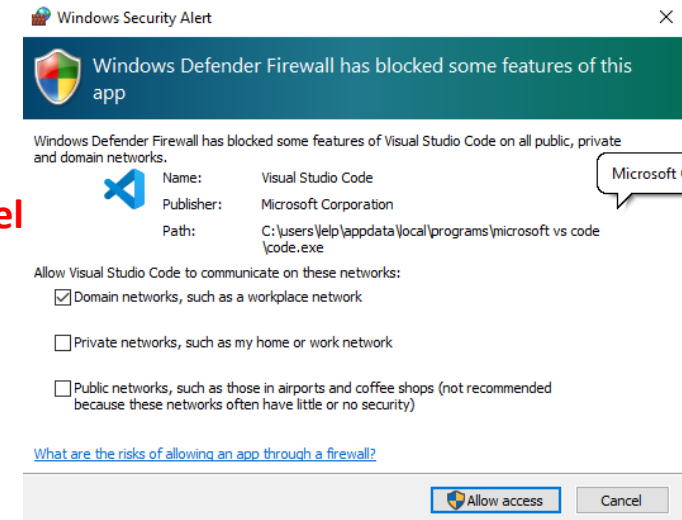 Windows Security Alert
Windows Defender Firewall has blocked some features of this
app
Windows Defender Firewall has blocked some features of Visual Studio Code on all public, private
and domain networks.
Microsoft
el
Name: Visual Studio Code
Publisher: Microsoft Corporation
Path: C:\users\lelp\appdata\local\programs\microsoft vs code
\code.exe
Allow Visual Studio Code to communicate on these networks:
Domain networks, such as a workplace network
Private networks, such as my home or work network
Public networks, such as those in airports and coffee shops (not recommended
because these networks often have little or no security)
What are the risks of allowing an app through a firewall?
Allow access Cancel